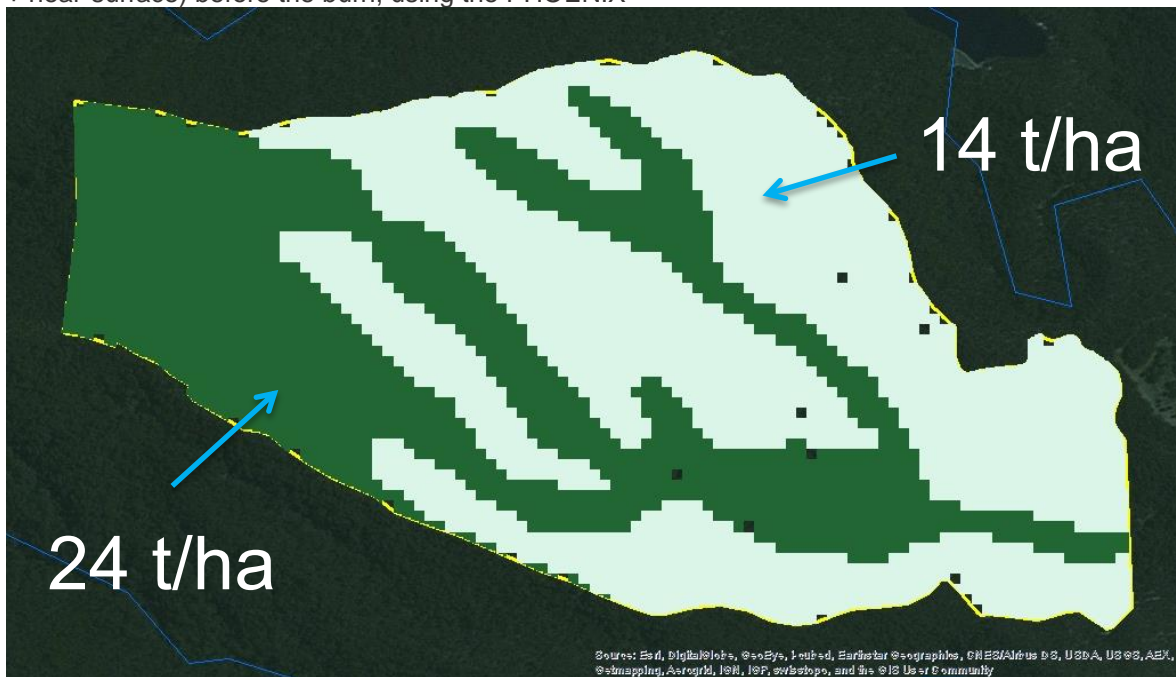 + near-surface) before the burn, using the PHOENIX
14 t/ha
24 t/ha
Source: Esri, DigitalGlobe, GeoEye, i-cubed, Earthstar Geographics, CNES/Airbus DS, USDA, USGS, AEX,
Getmapping, Aerogrid, IGN, IGP, swisstopo, and the GIS User Community